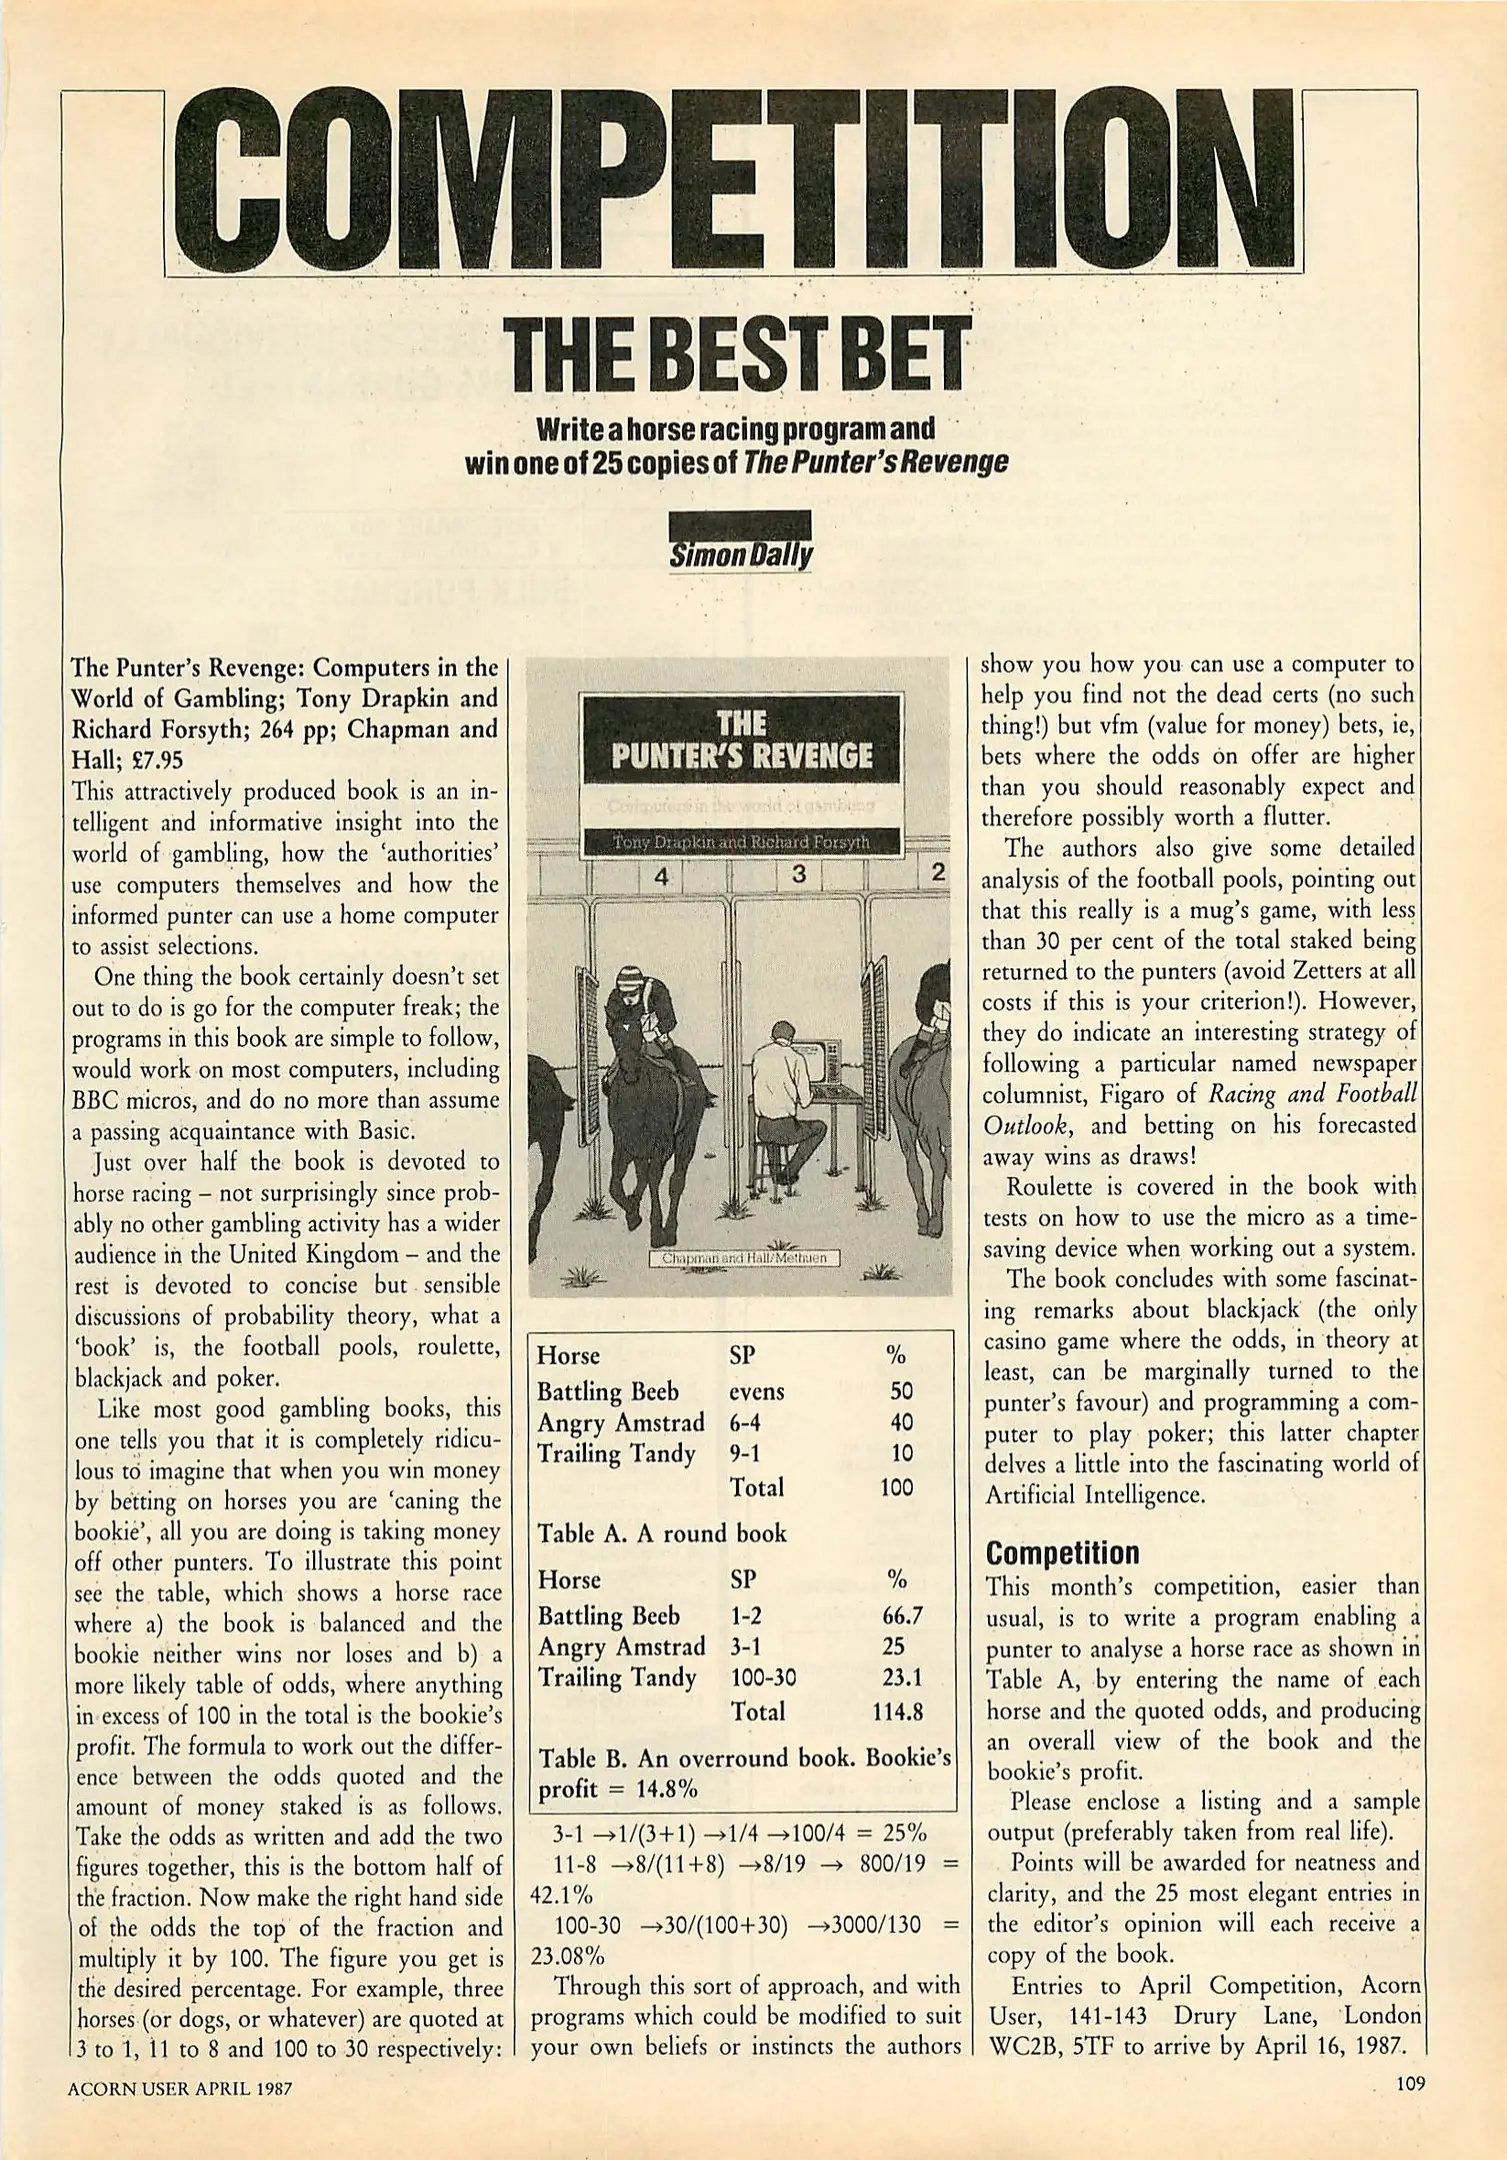 COMPETITION
THE BEST BET
Write a horse racing program and
win one of 25 copies of The Punter's Revenge
Simon Dally
The Punter's Revenge: Computers in the
World of Gambling; Tony Drapkin and
Richard Forsyth; 264 pp; Chapman and
Hall; £7.95
This attractively produced book is an in-
telligent and informative insight into the
world of gambling, how the 'authorities'
use computers themselves and how the
informed punter can use a home computer
to assist selections.
One thing the book certainly doesn't set
out to do is go for the computer freak; the
programs in this book are simple to follow,
would work on most computers, including
BBC micros, and do no more than assume
a passing acquaintance with Basic.
Just over half the book is devoted to
horse racing – not surprisingly since prob-
ably no other gambling activity has a wider
audience in the United Kingdom – and the
rest is devoted to concise but sensible
discussions of probability theory, what a
'book' is, the football pools, roulette,
blackjack and poker.
Like most good gambling books, this
one tells you that it is completely ridicu-
lous to imagine that when you win money
by betting on horses you are 'caning the
bookie', all you are doing is taking money
off other punters. To illustrate this point
see the table, which shows a horse race
where a) the book is balanced and the
bookie neither wins nor loses and b) a
more likely table of odds, where anything
in excess of 100 in the total is the bookie's
profit. The formula to work out the differ-
ence between the odds quoted and the
amount of money staked is as follows.
Take the odds as written and add the two
figures together, this is the bottom half of
the fraction. Now make the right hand side
of the odds the top of the fraction and
multiply it by 100. The figure you get is
the desired percentage. For example, three
horses (or dogs, or whatever) are quoted at
3 to 1, 11 to 8 and 100 to 30 respectively:
THE
PUNTER'S REVENGE
Computers in the world of gambling
Tony Drapkin and Richard Forsyth
4 3 2
Chapman and Hall/Methuen
Horse SP %
Battling Beeb evens 50
Angry Amstrad 6-4 40
Trailing Tandy 9-1 10
Total 100
Table A. A round book
Horse SP %
Battling Beeb 1-2 66.7
Angry Amstrad 3-1 25
Trailing Tandy 100-30 23.1
Total 114.8
Table B. An overround book. Bookie's
profit = 14.8%
3-1 →1/(3+1) →1/4 →100/4 = 25%
11-8 →8/(11+8) →8/19 → 800/19 =
42.1%
100-30 →30/(100+30) →3000/130 =
23.08%
Through this sort of approach, and with
programs which could be modified to suit
your own beliefs or instincts the authors
show you how you can use a computer to
help you find not the dead certs (no such
thing!) but vfm (value for money) bets, ie,
bets where the odds on offer are higher
than you should reasonably expect and
therefore possibly worth a flutter.
The authors also give some detailed
analysis of the football pools, pointing out
that this really is a mug's game, with less
than 30 per cent of the total staked being
returned to the punters (avoid Zetters at all
costs if this is your criterion!). However,
they do indicate an interesting strategy of
following a particular named newspaper
columnist, Figaro of Racing and Football
Outlook, and betting on his forecasted
away wins as draws!
Roulette is covered in the book with
tests on how to use the micro as a time-
saving device when working out a system.
The book concludes with some fascinat-
ing remarks about blackjack (the only
casino game where the odds, in theory at
least, can be marginally turned to the
punter's favour) and programming a com-
puter to play poker; this latter chapter
delves a little into the fascinating world of
Artificial Intelligence.
Competition
This month's competition, easier than
usual, is to write a program enabling a
punter to analyse a horse race as shown in
Table A, by entering the name of each
horse and the quoted odds, and producing
an overall view of the book and the
bookie's profit.
Please enclose a listing and a sample
output (preferably taken from real life).
Points will be awarded for neatness and
clarity, and the 25 most elegant entries in
the editor's opinion will each receive a
copy of the book.
Entries to April Competition, Acorn
User, 141-143 Drury Lane, London
WC2B, 5TF to arrive by April 16, 1987.
ACORN USER APRIL 1987
109